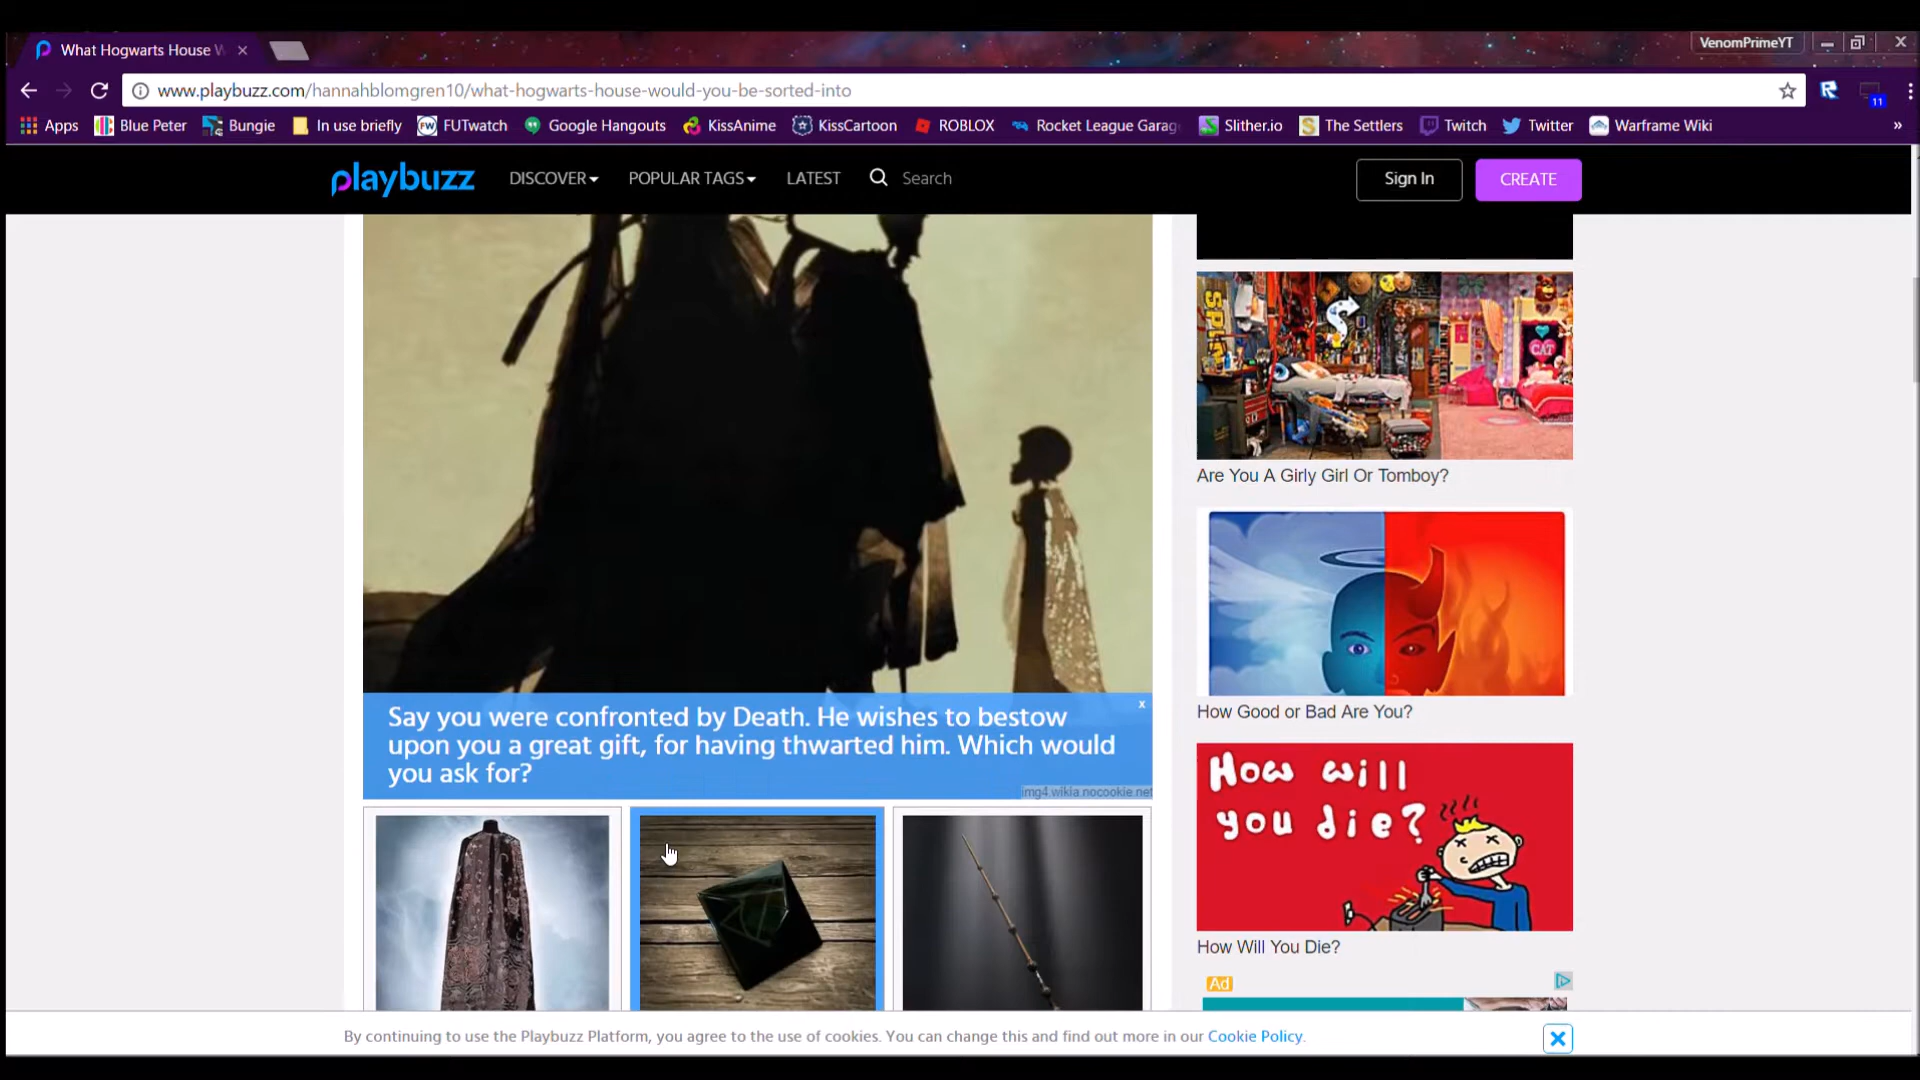 What Hogwarts House W
VenomPrimeYT
www.playbuzz.com/hannahblomgren10/what-hogwarts-house-would-you-be-sorted-into
11
Apps Blue Peter Bungie In use briefly FUTwatch Google Hangouts KissAnime KissCartoon ROBLOX Rocket League Garag Slither.io The Settlers Twitch Twitter Warframe Wiki »
playbuzz DISCOVER POPULAR TAGS LATEST Search Sign In CREATE
Say you were confronted by Death. He wishes to bestow
upon you a great gift, for having thwarted him. Which would
you ask for?
img4.wikia.nocookie.net
CAT
Are You A Girly Girl Or Tomboy?
How Good or Bad Are You?
How will
you die?
How Will You Die?
Ad
By continuing to use the Playbuzz Platform, you agree to the use of cookies. You can change this and find out more in our Cookie Policy.